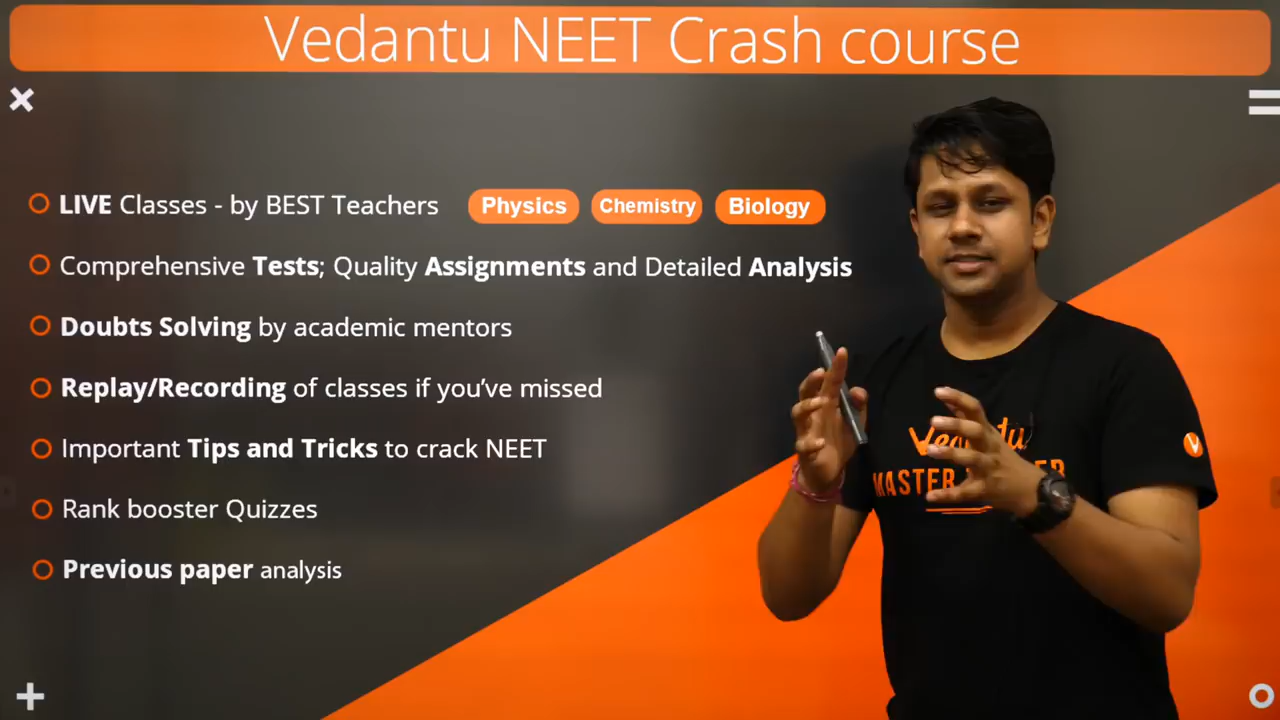 Vedantu NEET Crash course
LIVE Classes - by BEST Teachers Physics Chemistry Biology
Comprehensive Tests; Quality Assignments and Detailed Analysis
Doubts Solving by academic mentors
Replay/Recording of classes if you’ve missed
Important Tips and Tricks to crack NEET
Rank booster Quizzes
Previous paper analysis
MASTER